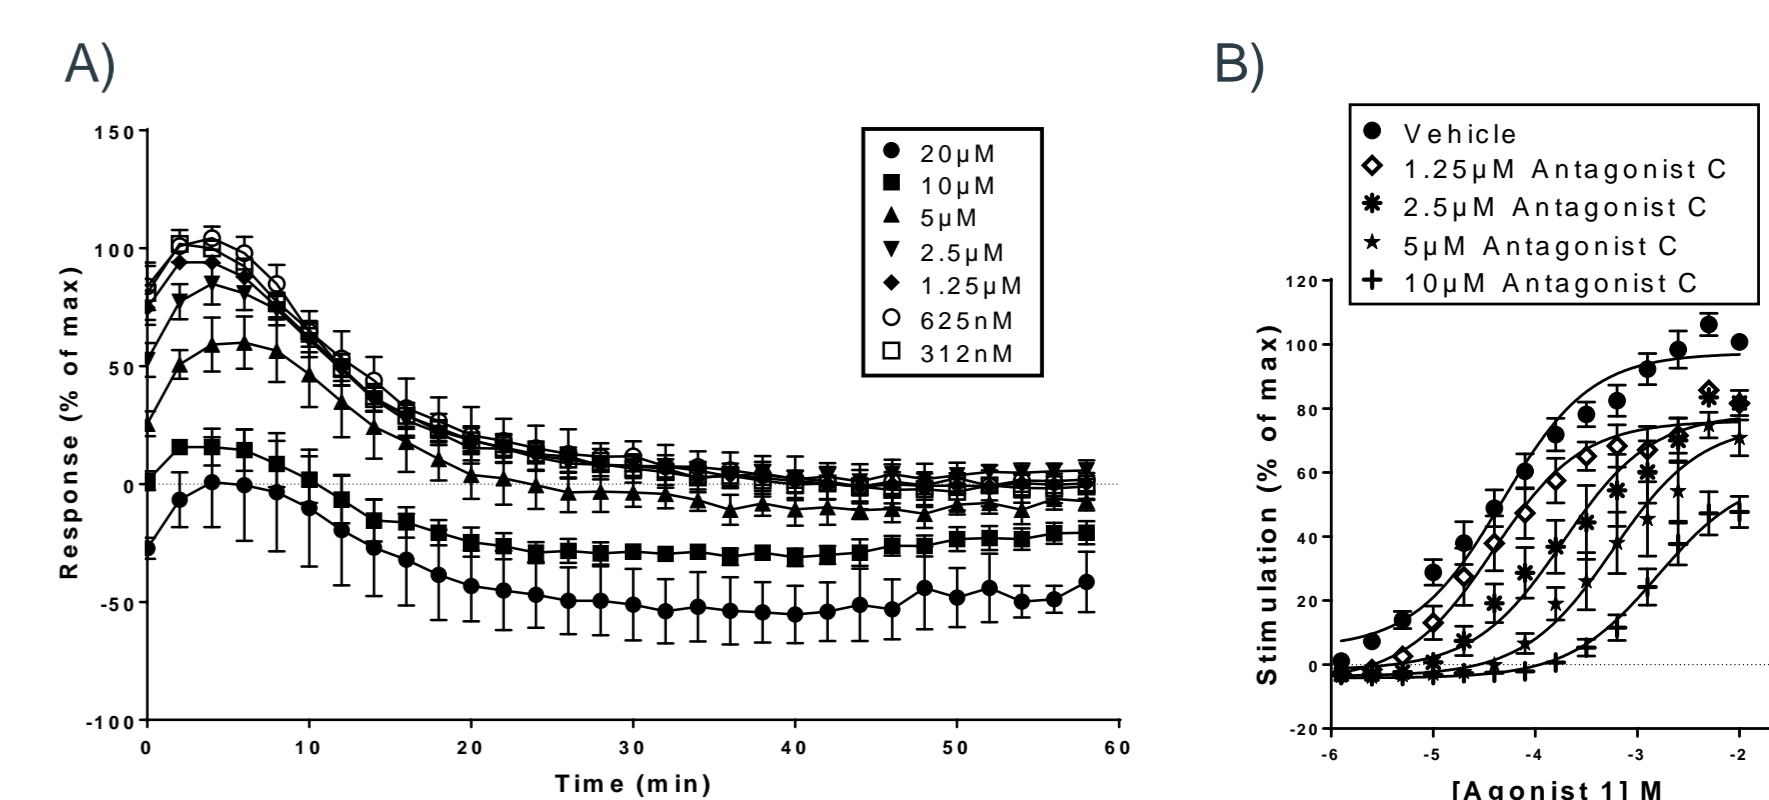 A)
B)
150
100
50
0
-50
-100
Response (% of max)
0 10 20 30 40 50 60
Time (min)
20µM
10µM
5µM
2.5µM
1.25µM
625nM
312nM
Vehicle
1.25µM Antagonist C
2.5µM Antagonist C
5µM Antagonist C
10µM Antagonist C
120
100
80
60
40
20
0
-20
Stimulation (% of max)
-6 -5 -4 -3 -2
[Agonist 1] M